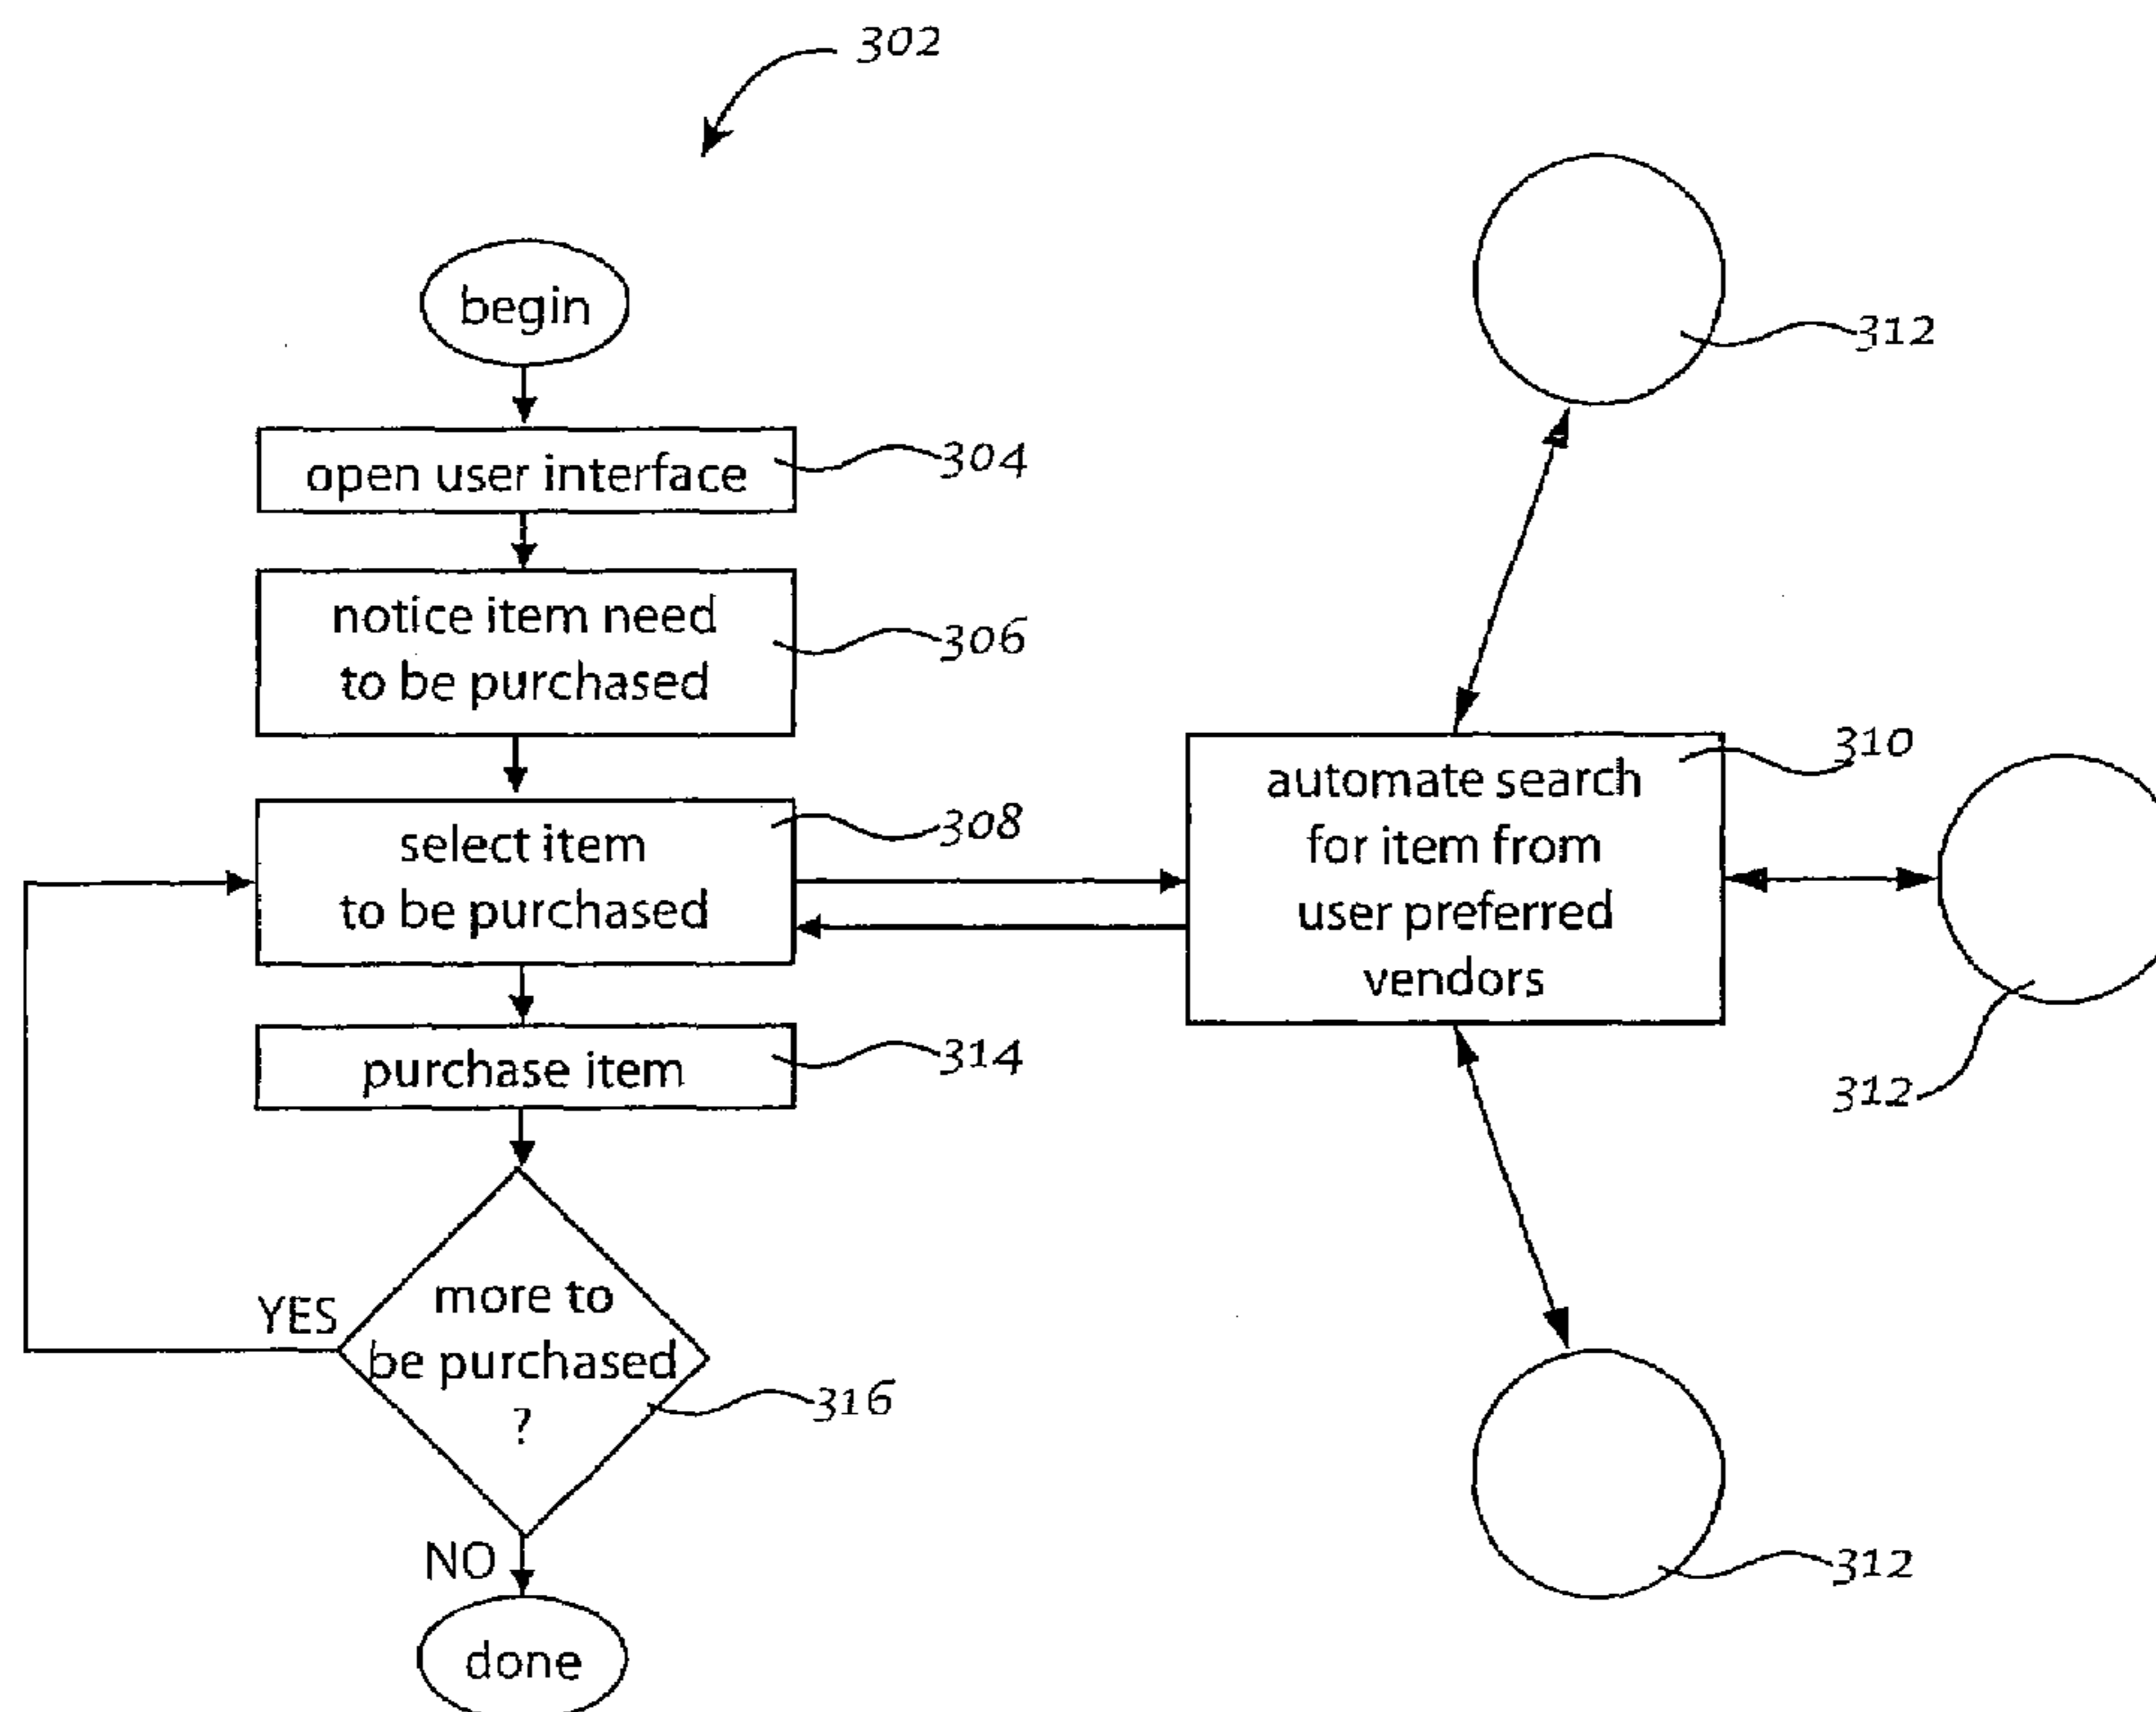 302
begin
open user interface
304
notice item need
to be purchased
306
select item
to be purchased
308
automate search
for item from
user preferred
vendors
310
312
312
312
purchase item
314
more to
be purchased
?
316
YES
NO
done